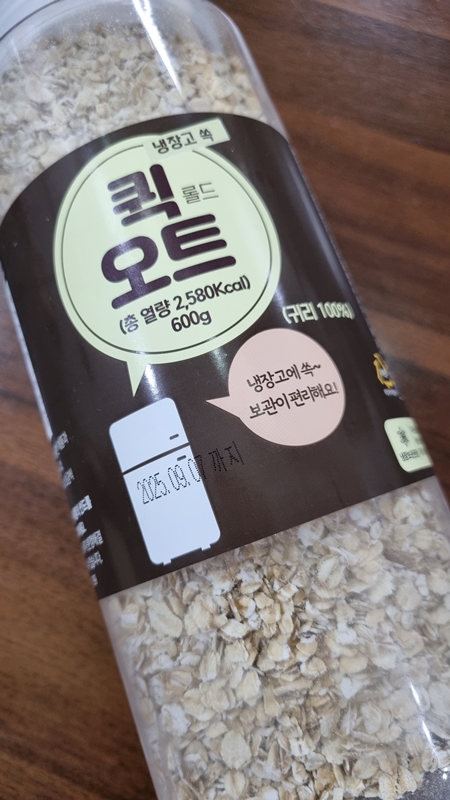 냉장고 쏙
퀵
롤드
오트
(총 열량 2,580Kcal)
600g
(귀리 100%)
냉장고에 쏙~
보관이 편리해요!
2025.09.07 까지